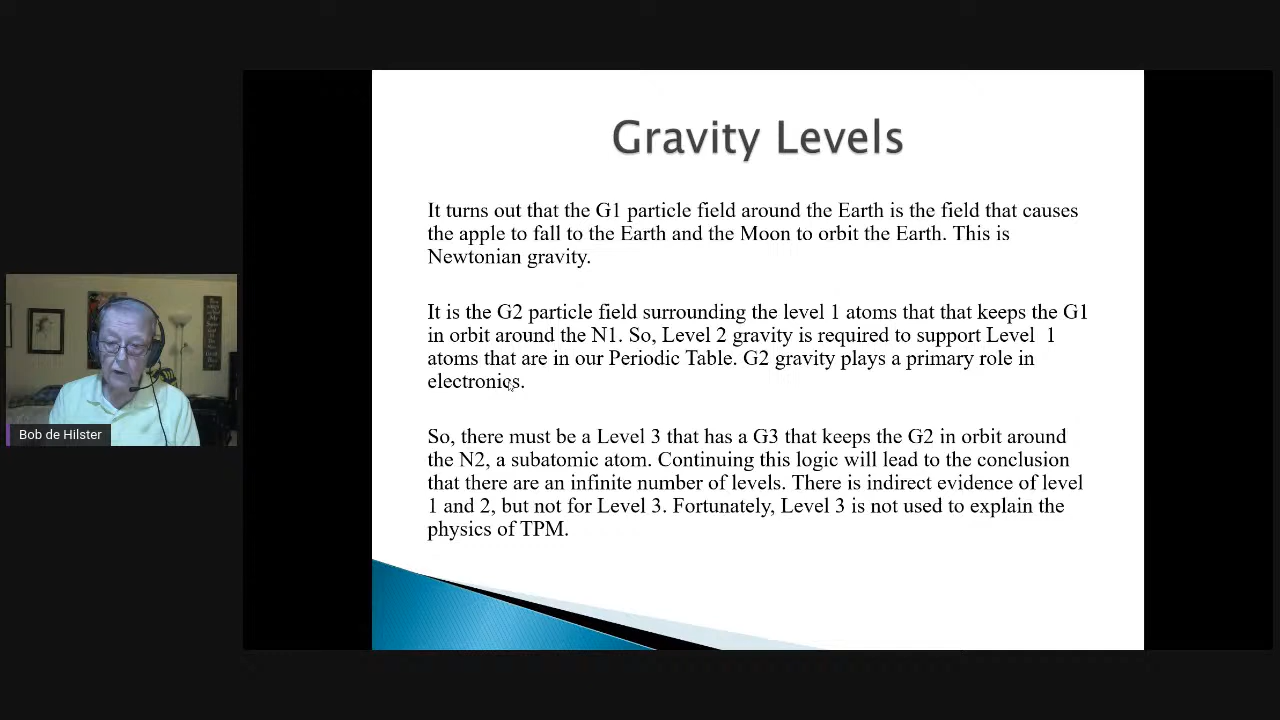 Gravity Levels
It turns out that the G1 particle field around the Earth is the field that causes
the apple to fall to the Earth and the Moon to orbit the Earth. This is
Newtonian gravity.
It is the G2 particle field surrounding the level 1 atoms that that keeps the G1
in orbit around the N1. So, Level 2 gravity is required to support Level 1
atoms that are in our Periodic Table. G2 gravity plays a primary role in
electronics.
So, there must be a Level 3 that has a G3 that keeps the G2 in orbit around
the N2, a subatomic atom. Continuing this logic will lead to the conclusion
that there are an infinite number of levels. There is indirect evidence of level
1 and 2, but not for Level 3. Fortunately, Level 3 is not used to explain the
physics of TPM.
Bob de Hilster